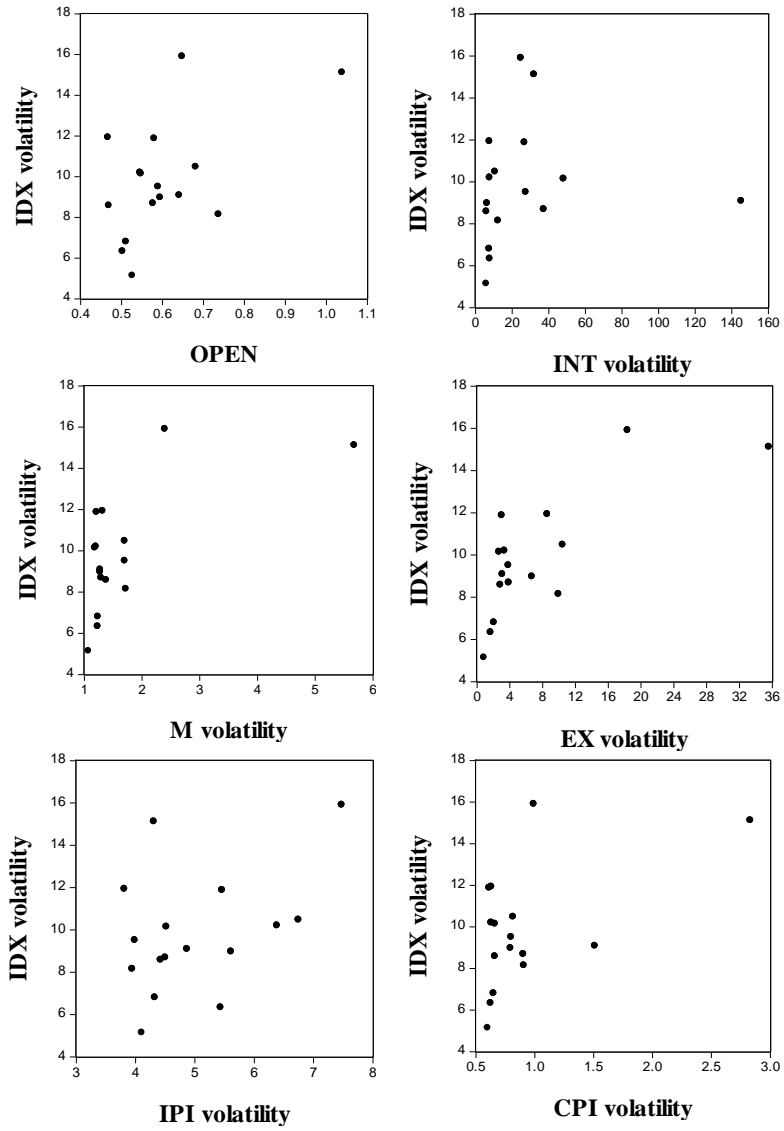 18
16
14
12
10
8
6
4
IDX volatility
0.4 0.5 0.6 0.7 0.8 0.9 1.0 1.1
OPEN
18
16
14
12
10
8
6
4
IDX volatility
0 20 40 60 80 100 120 140 160
INT volatility
18
16
14
12
10
8
6
4
IDX volatility
1 2 3 4 5 6
M volatility
18
16
14
12
10
8
6
4
IDX volatility
0 4 8 12 16 20 24 28 32 36
EX volatility
18
16
14
12
10
8
6
4
IDX volatility
3 4 5 6 7 8
IPI volatility
18
16
14
12
10
8
6
4
IDX volatility
0.5 1.0 1.5 2.0 2.5 3.0
CPI volatility